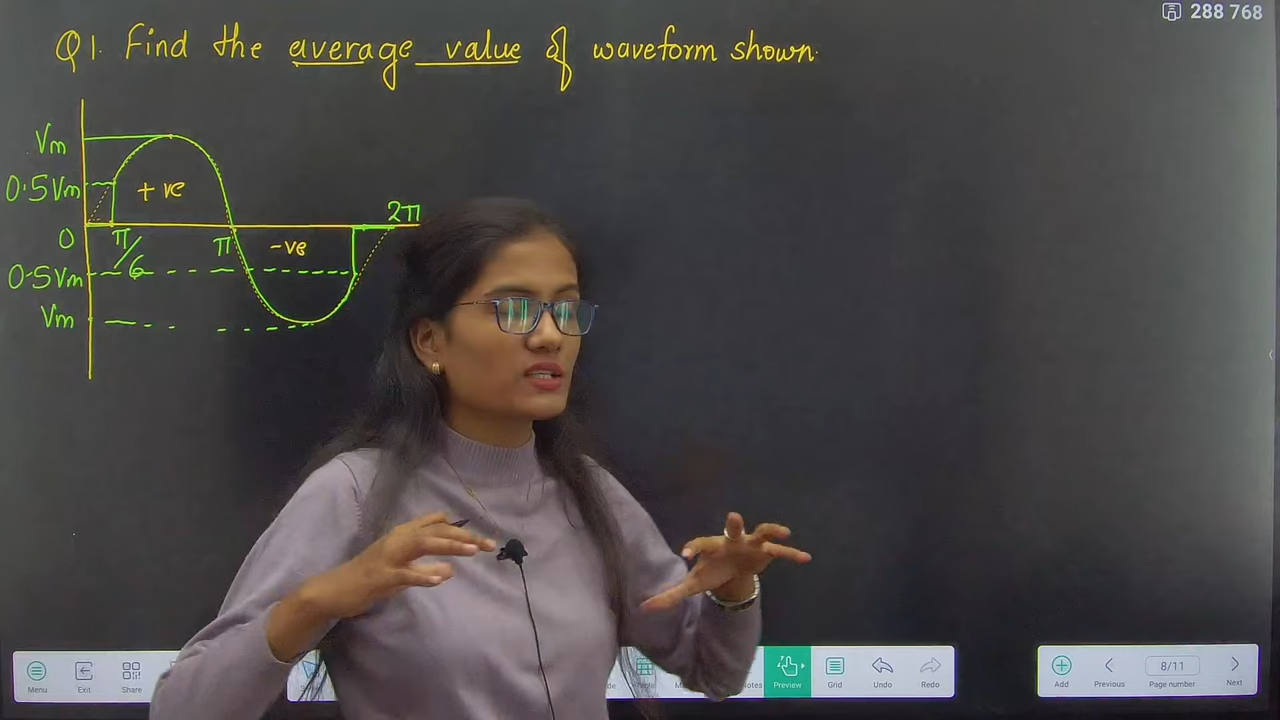 288 768
Q1. Find the average value of waveform shown.
Vm
0.5Vm
+ve
2π
0
π/6
π
-ve
0.5Vm
Vm
Menu
Exit
Share
Preview
Grid
Undo
Redo
Add
Previous
8/11
Page number
Next